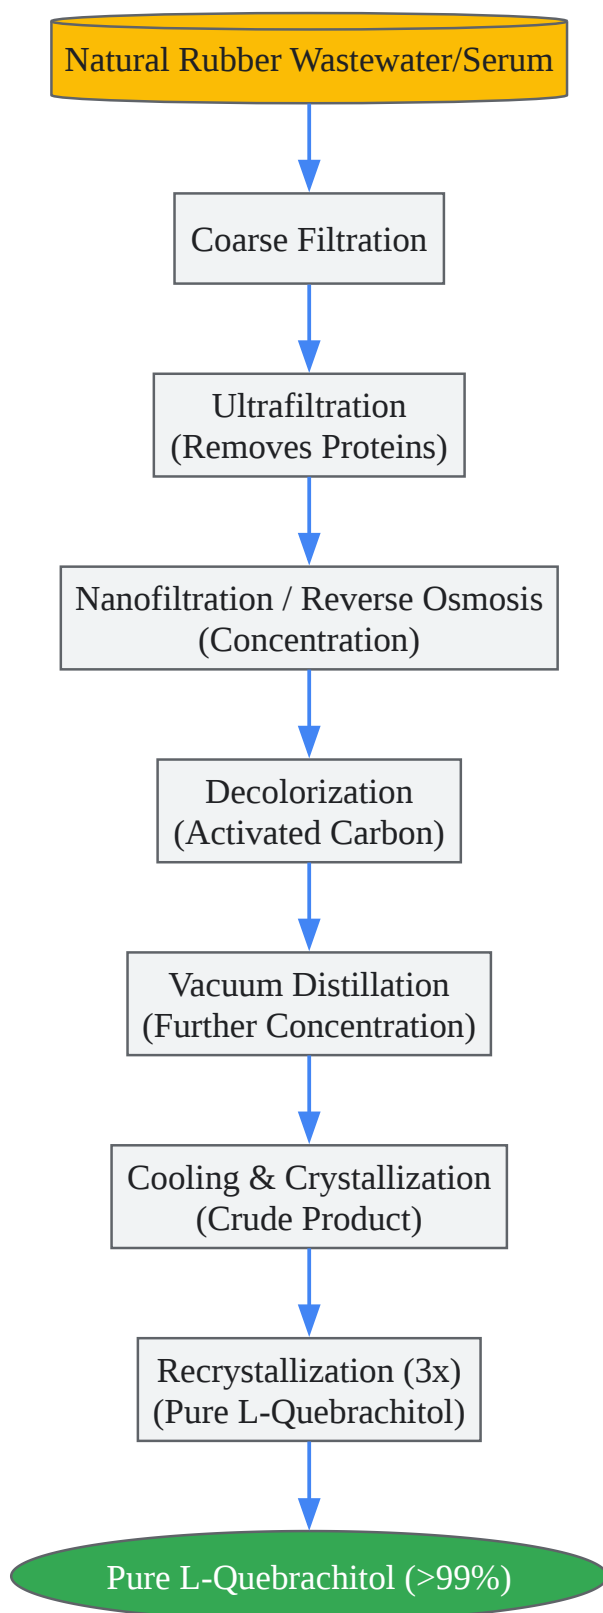 Natural Rubber Wastewater/Serum
Coarse Filtration
Ultrafiltration
(Removes Proteins)
Nanofiltration / Reverse Osmosis
(Concentration)
Decolorization
(Activated Carbon)
Vacuum Distillation
(Further Concentration)
Cooling & Crystallization
(Crude Product)
Recrystallization (3x)
(Pure L-Quebrachitol)
Pure L-Quebrachitol (>99%)